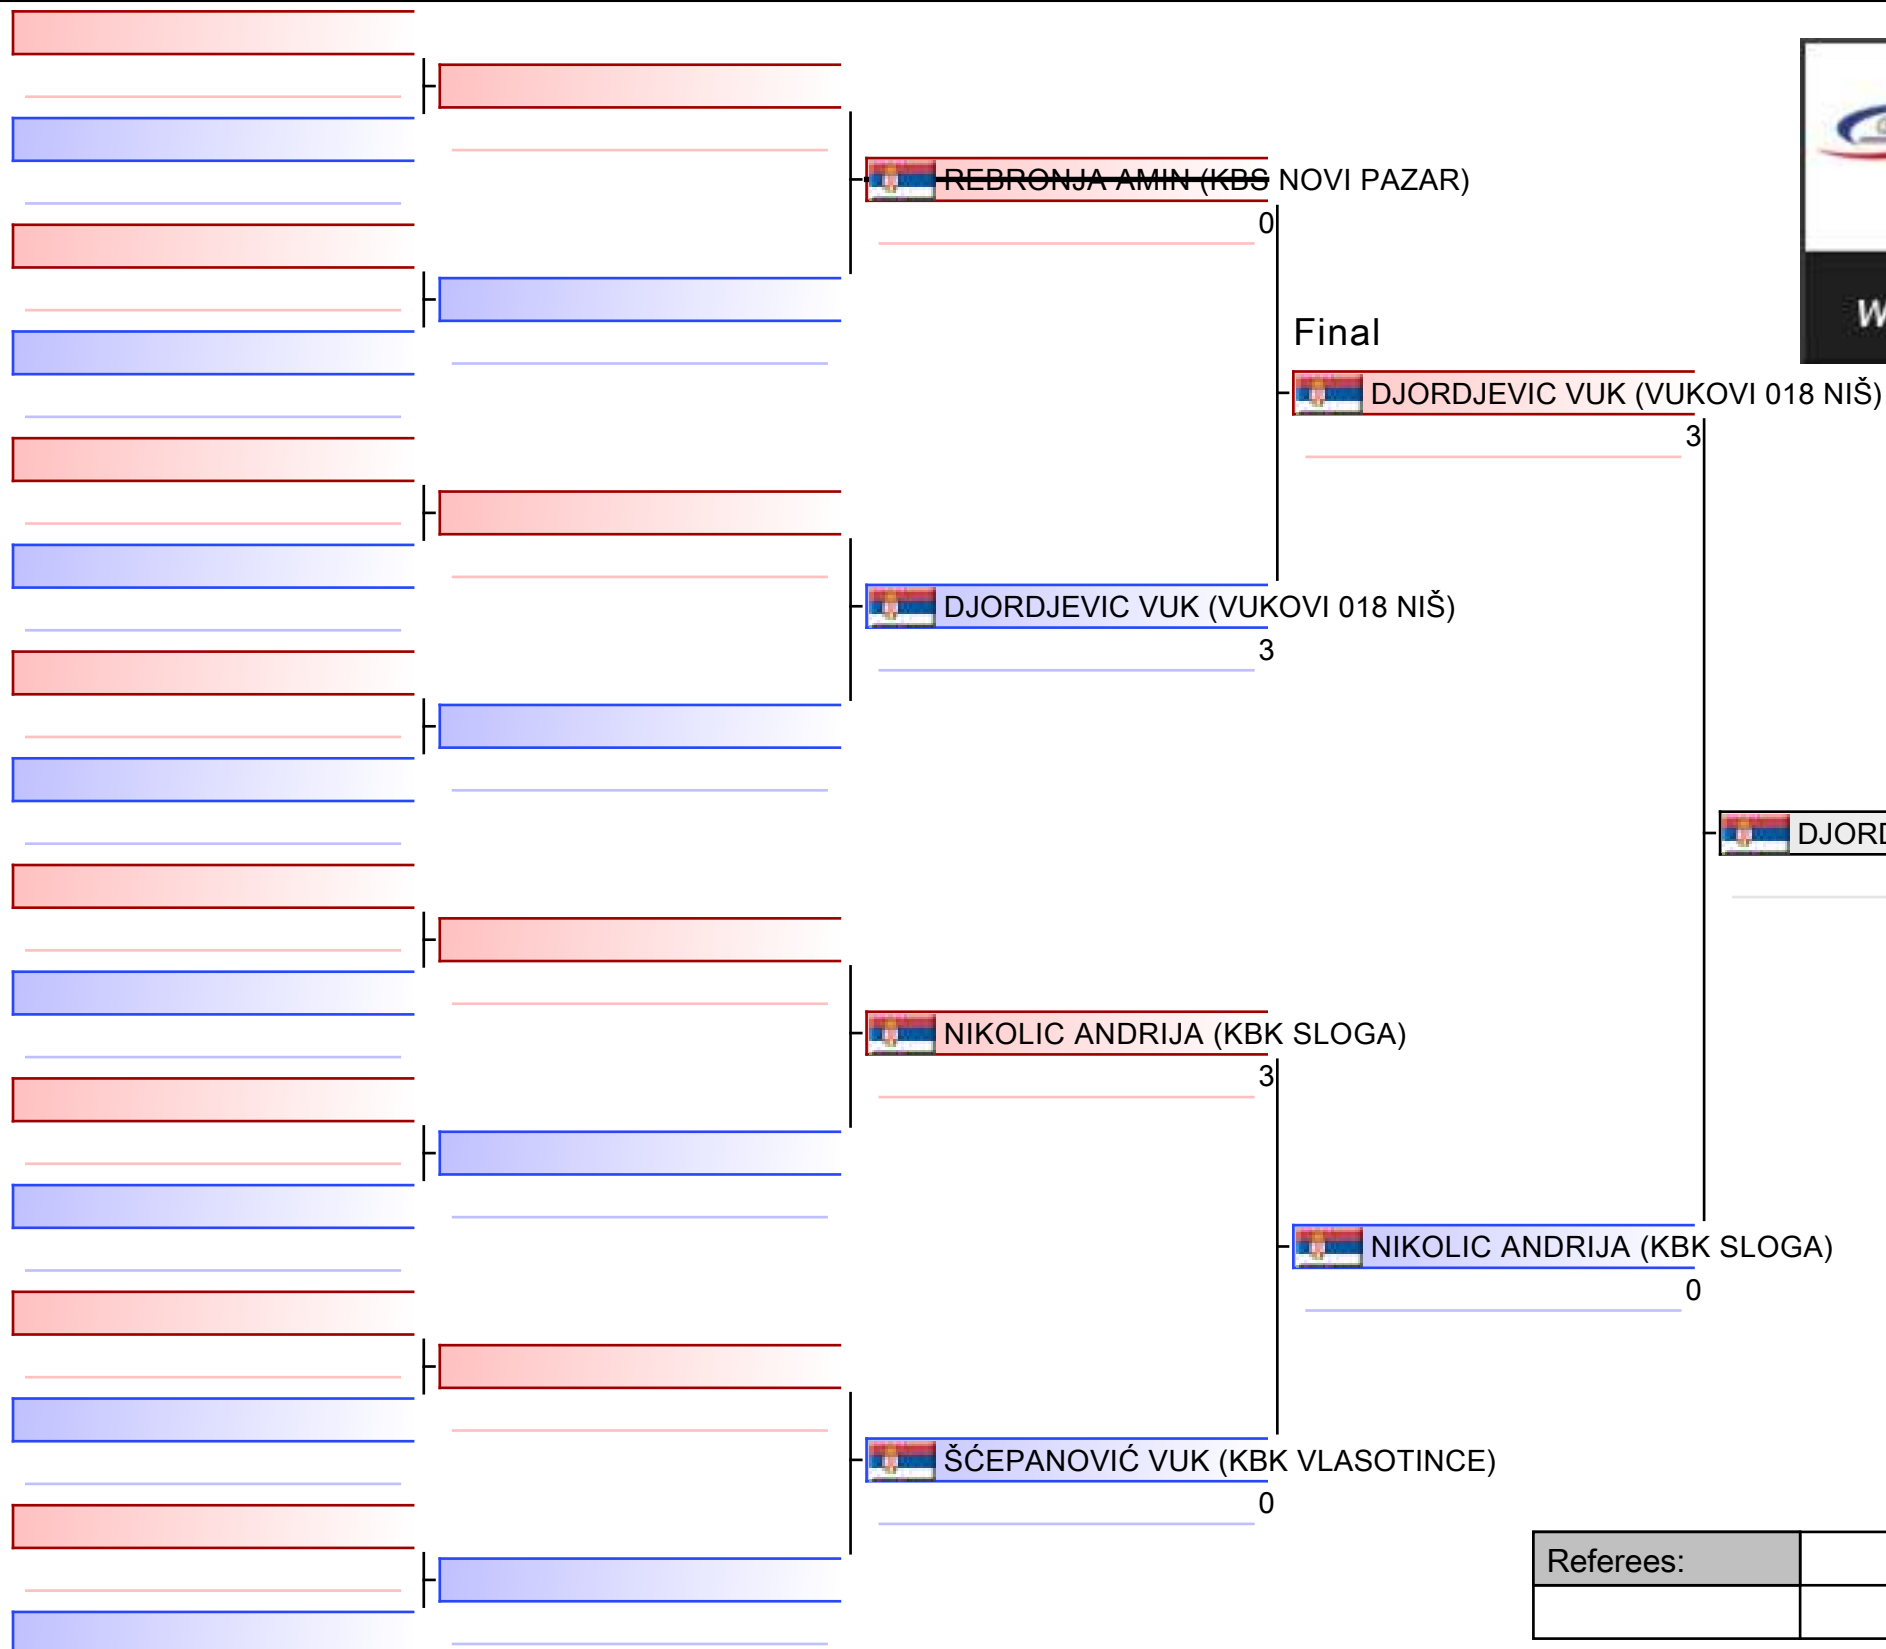 REBRONJA AMIN (KBS NOVI PAZAR)
0
Final
DJORDJEVIC VUK (VUKOVI 018 NIŠ)
3
DJORDJEVIC VUK (VUKOVI 018 NIŠ)
3
DJORD
NIKOLIC ANDRIJA (KBK SLOGA)
3
NIKOLIC ANDRIJA (KBK SLOGA)
0
ŠĆEPANOVIĆ VUK (KBK VLASOTINCE)
0
Referees: